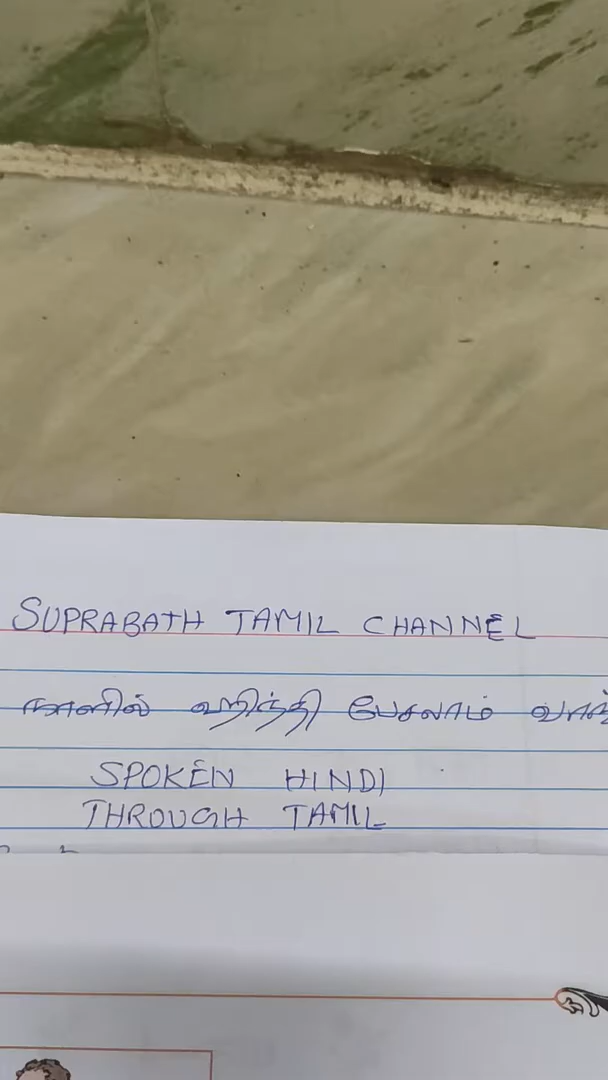 SUPRABATH TAMIL CHANNEL
நாளில் ஹிந்தி பேசலாம்
SPOKEN HINDI
THROUGH TAMIL